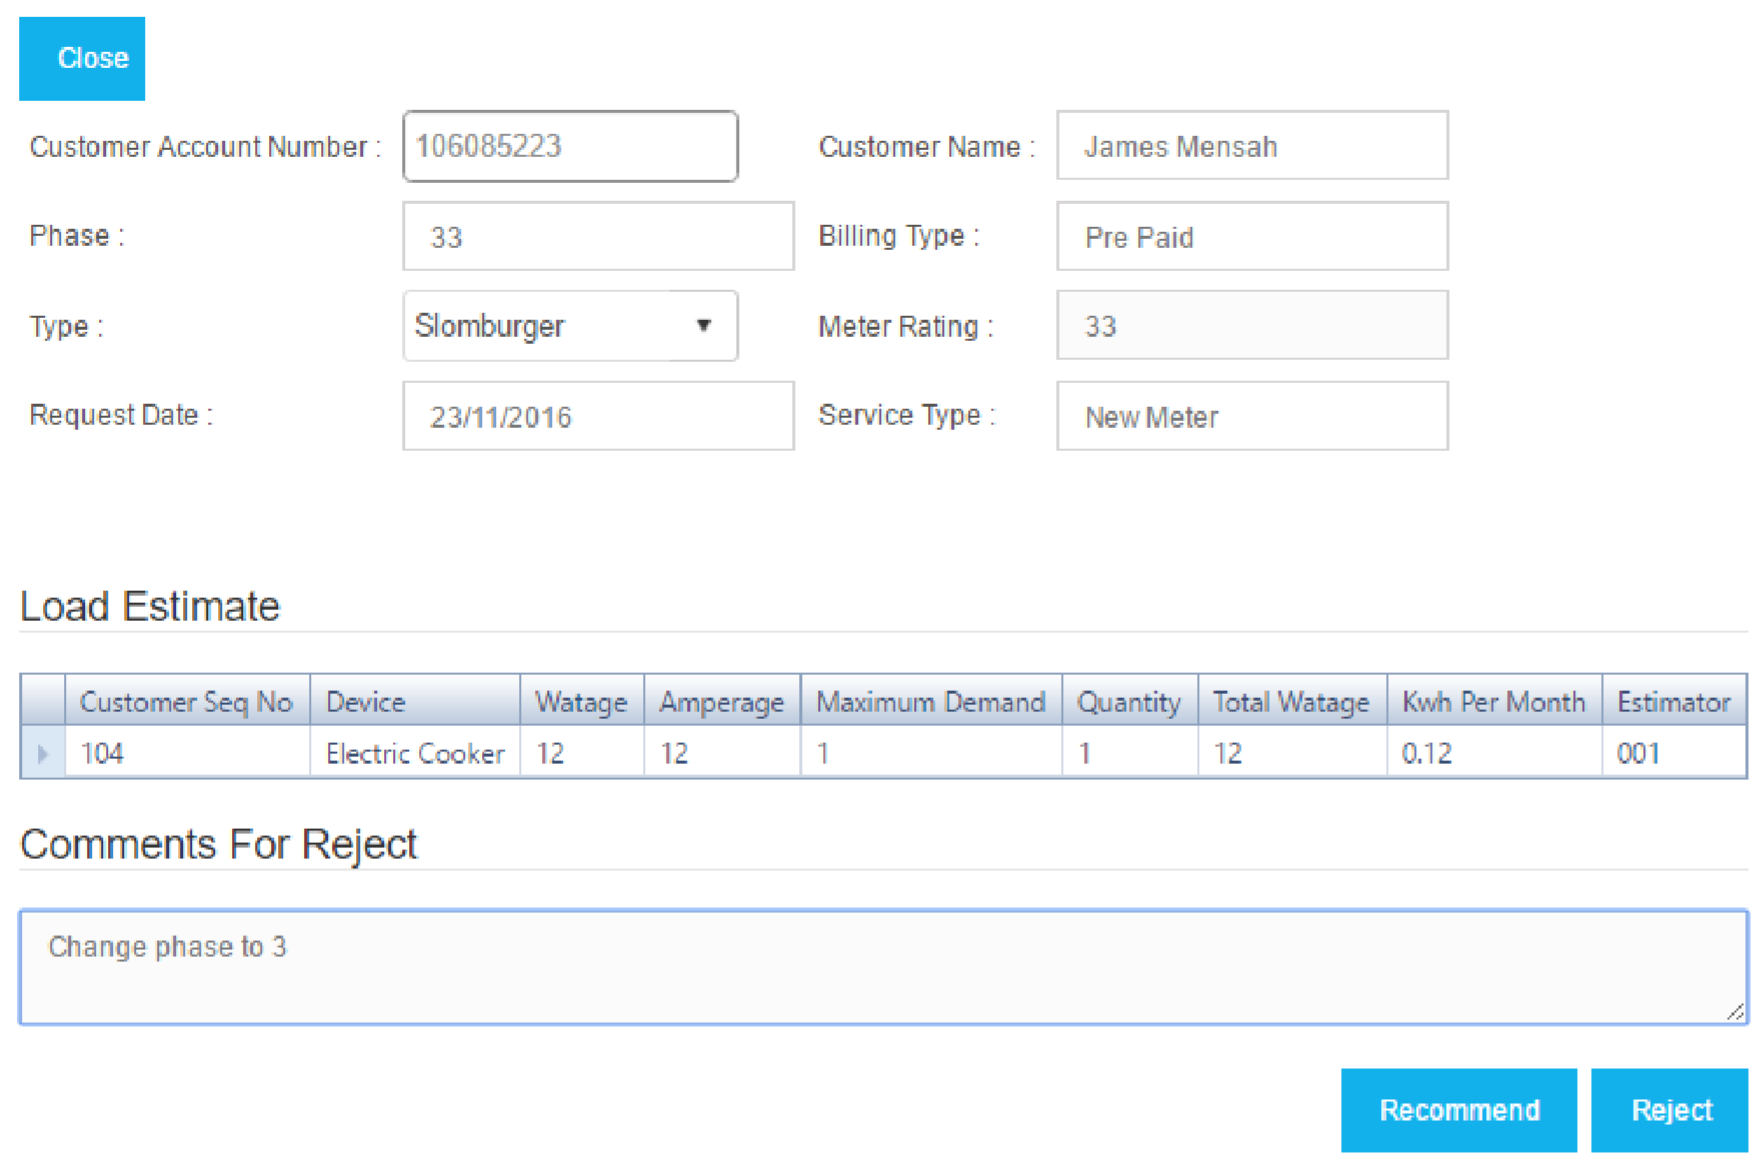 Close
Customer Account Number : 106085223 Customer Name : James Mensah
Phase : 33 Billing Type : Pre Paid
Type : Slomburger Meter Rating : 33
Request Date : 23/11/2016 Service Type : New Meter
Load Estimate
Customer Seq No Device Watage Amperage Maximum Demand Quantity Total Watage Kwh Per Month Estimator
104 Electric Cooker 12 12 1 1 12 0.12 001
Comments For Reject
Change phase to 3
Recommend Reject